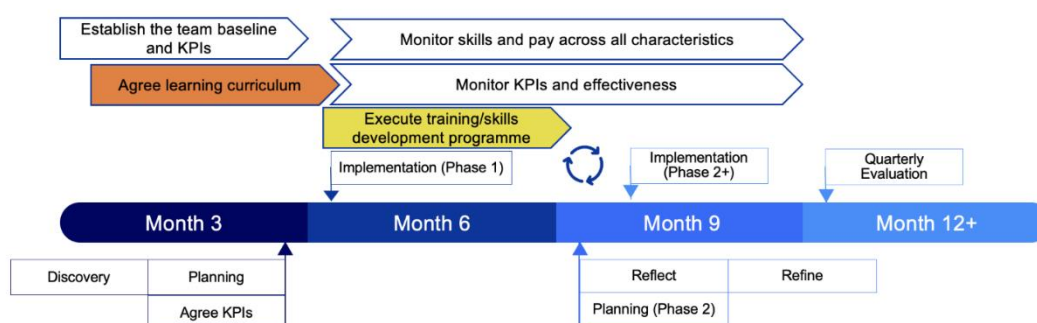 Establish the team baseline
and KPIs
Monitor skills and pay across all characteristics
Agree learning curriculum
Monitor KPIs and effectiveness
Execute training/skills
development programme
Implementation (Phase 1)
Implementation
(Phase 2+)
Quarterly
Evaluation
Month 3
Month 6
Month 9
Month 12+
Discovery
Planning
Reflect
Refine
Agree KPIs
Planning (Phase 2)